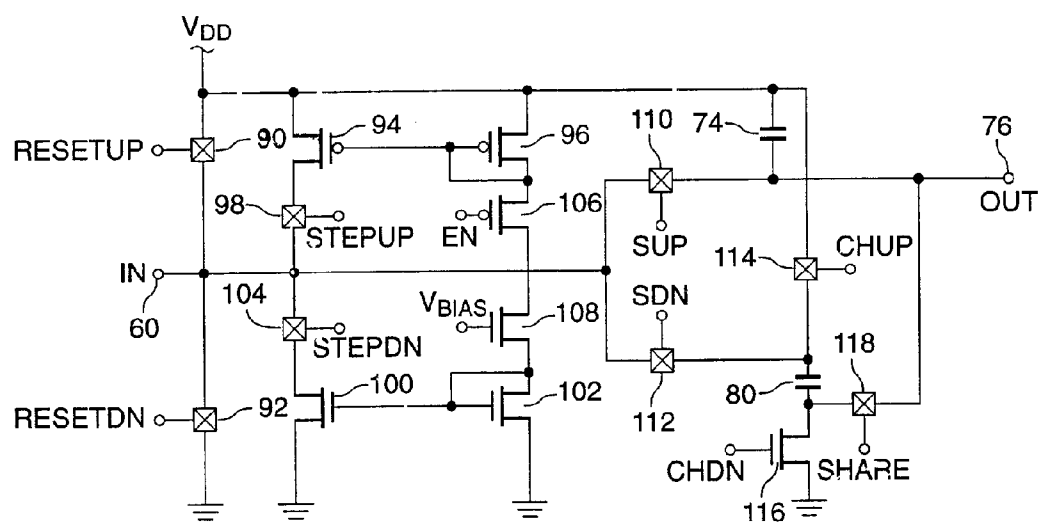 VDD
RESETUP
90
94
96
110
74
76
98
STEPUP
EN
106
SUP
OUT
IN
60
114
CHUP
104
STEPDN
VBIAS
108
SDN
118
100
102
112
80
RESETDN
92
CHDN
116
SHARE